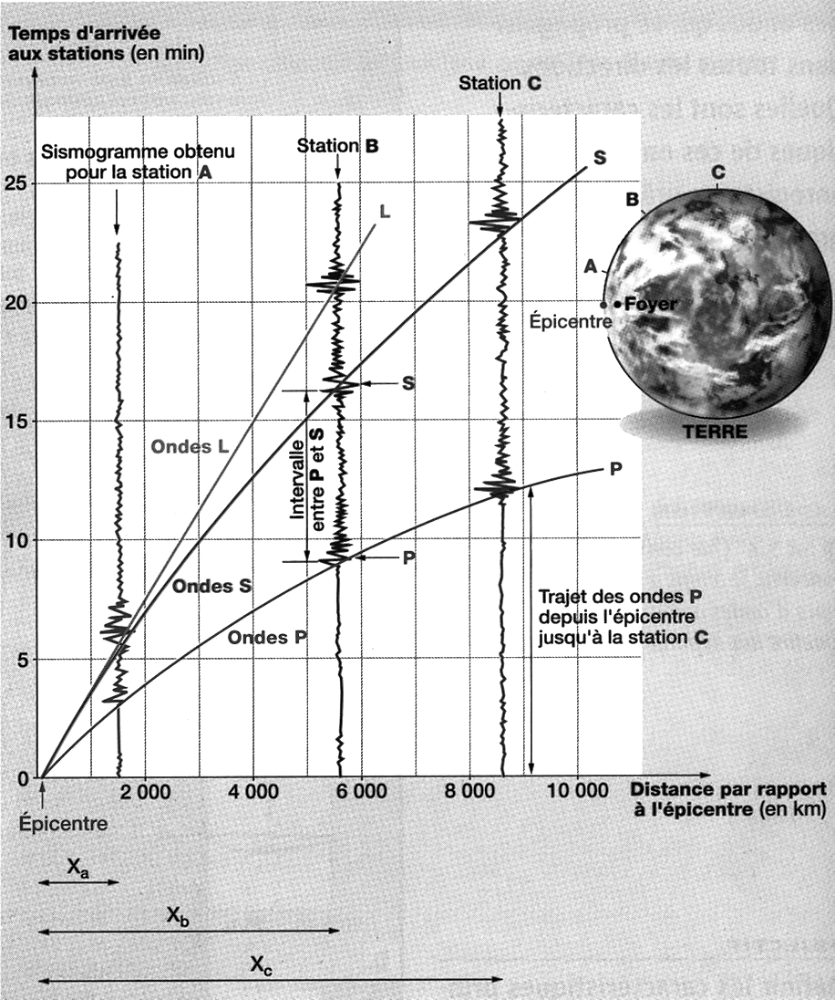 Temps d'arrivée
aux stations (en min)
Station C
Sismogramme obtenu
pour la station A
Station B
S
25
L
C
B
A
20
Foyer
Épicentre
S
15
TERRE
Ondes L
Intervalle
entre P et S
P
10
P
Ondes S
Trajet des ondes P
depuis l'épicentre
jusqu'à la station C
Ondes P
5
0
2 000
4 000
6 000
8 000
10 000
Distance par rapport
à l'épicentre (en km)
Épicentre
Xa
Xb
Xc